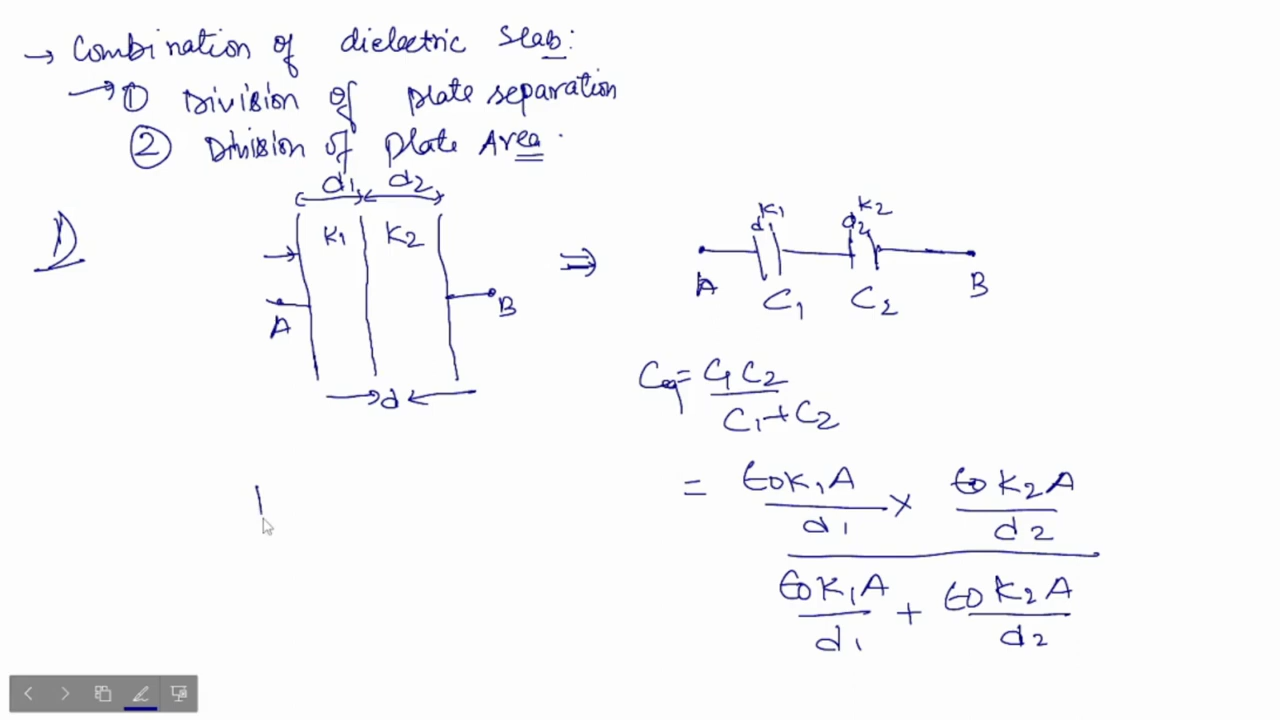 → Combination of dielectric Slab:
→ ① Division of plate separation
② Division of plate Area.
d1 d2
K1 K2
A B
d
⇒
K1 K2
d1 d2
A B
C1 C2
Ceq = C1C2 / C1+C2
= ϵ0K1A/d1 × ϵ0K2A/d2
ϵ0K1A/d1 + ϵ0K2A/d2